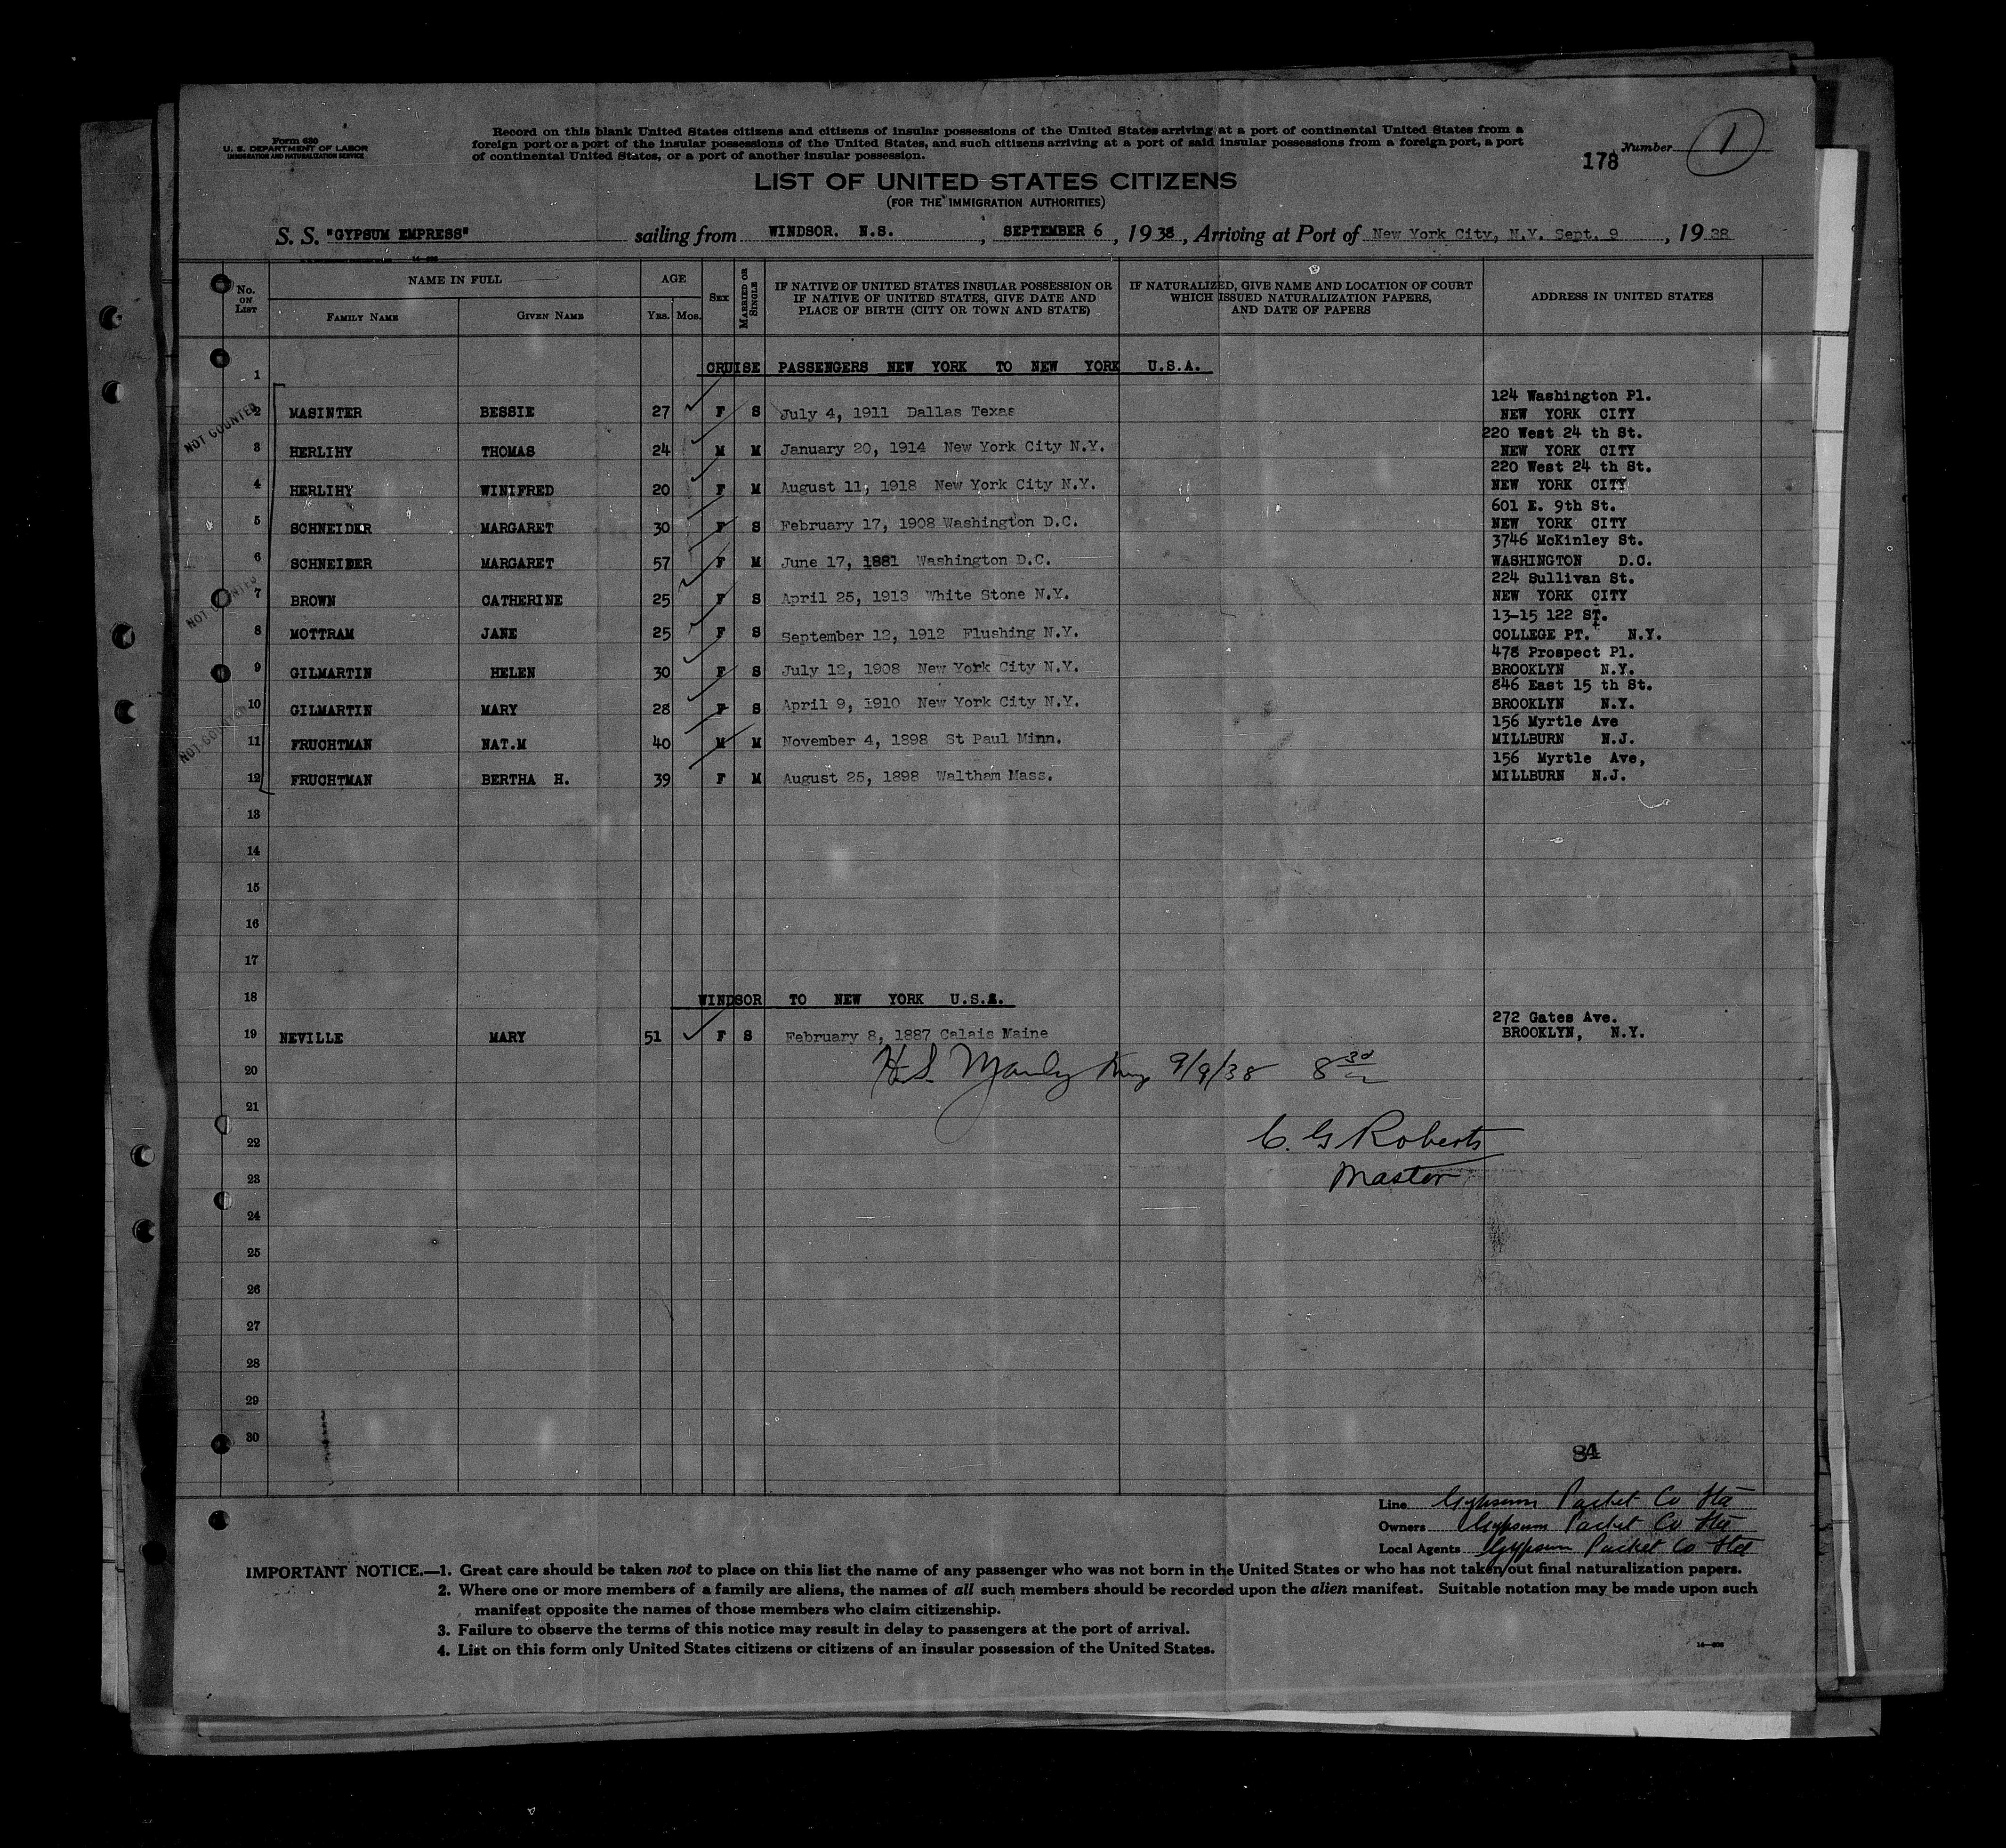 Form 630
U. S. DEPARTMENT OF LABOR
IMMIGRATION AND NATURALIZATION SERVICE
Record on this blank United States citizens and citizens of insular possessions of the United States arriving at a port of continental United States from a
foreign port or a port of the insular possessions of the United States, and such citizens arriving at a port of said insular possessions from a foreign port, a port
of continental United States, or a port of another insular possession.
178 Number 1
LIST OF UNITED STATES CITIZENS
(FOR THE IMMIGRATION AUTHORITIES)
S. S. "GYPSUM EMPRESS" sailing from WINDSOR. N.S. , SEPTEMBER 6 , 1938, Arriving at Port of New York City, N.Y. Sept. 9 , 1938
No. ON LIST NAME IN FULL FAMILY NAME GIVEN NAME AGE YRS. MOS. SEX MARRIED OR SINGLE
IF NATIVE OF UNITED STATES INSULAR POSSESSION OR
IF NATIVE OF UNITED STATES, GIVE DATE AND
PLACE OF BIRTH (CITY OR TOWN AND STATE)
IF NATURALIZED, GIVE NAME AND LOCATION OF COURT
WHICH ISSUED NATURALIZATION PAPERS,
AND DATE OF PAPERS
ADDRESS IN UNITED STATES
1 CRUISE PASSENGERS NEW YORK TO NEW YORK U.S.A.
NOT COUNTED
2 MASINTER BESSIE 27 F S July 4, 1911 Dallas Texas 124 Washington Pl. NEW YORK CITY
3 HERLIHY THOMAS 24 M M January 20, 1914 New York City N.Y. 220 West 24 th St. NEW YORK CITY
4 HERLIHY WINIFRED 20 F M August 11, 1918 New York City N.Y. 220 West 24 th St. NEW YORK CITY
5 SCHNEIDER MARGARET 30 F S February 17, 1908 Washington D.C. 601 E. 9th St. NEW YORK CITY
6 SCHNEIDER MARGARET 57 F M June 17, 1881 Washington D.C. 3746 McKinley St. WASHINGTON D.C.
NOT COUNTED
7 BROWN CATHERINE 25 F S April 25, 1913 White Stone N.Y. 224 Sullivan St. NEW YORK CITY
8 MOTTRAM JANE 25 F S September 12, 1912 Flushing N.Y. 13-15 122 ST. COLLEGE PT. N.Y.
9 GILMARTIN HELEN 30 F S July 12, 1908 New York City N.Y. 478 Prospect Pl. BROOKLYN N.Y.
10 GILMARTIN MARY 28 F S April 9, 1910 New York City N.Y. 846 East 15 th St. BROOKLYN N.Y.
NOT COUNTED
11 FRUCHTMAN NAT.M 40 M M November 4, 1898 St Paul Minn. 156 Myrtle Ave MILLBURN N.J.
12 FRUCHTMAN BERTHA H. 39 F M August 25, 1898 Waltham Mass. 156 Myrtle Ave, MILLBURN N.J.
13
14
15
16
17
18 WINDSOR TO NEW YORK U.S.A.
19 NEVILLE MARY 51 F S February 8, 1887 Calais Maine 272 Gates Ave. BROOKLYN, N.Y.
20 H.S. 9/9/38 8 30
21
22 C. G Roberts
23 Master
24
25
26
27
28
29
30
84
Line Gypsum Packet Co Ltd
Owners Gypsum Packet Co Ltd
Local Agents Gypsum Packet Co Ltd
IMPORTANT NOTICE.—1. Great care should be taken not to place on this list the name of any passenger who was not born in the United States or who has not taken out final naturalization papers.
2. Where one or more members of a family are aliens, the names of all such members should be recorded upon the alien manifest. Suitable notation may be made upon such
manifest opposite the names of those members who claim citizenship.
3. Failure to observe the terms of this notice may result in delay to passengers at the port of arrival.
4. List on this form only United States citizens or citizens of an insular possession of the United States.